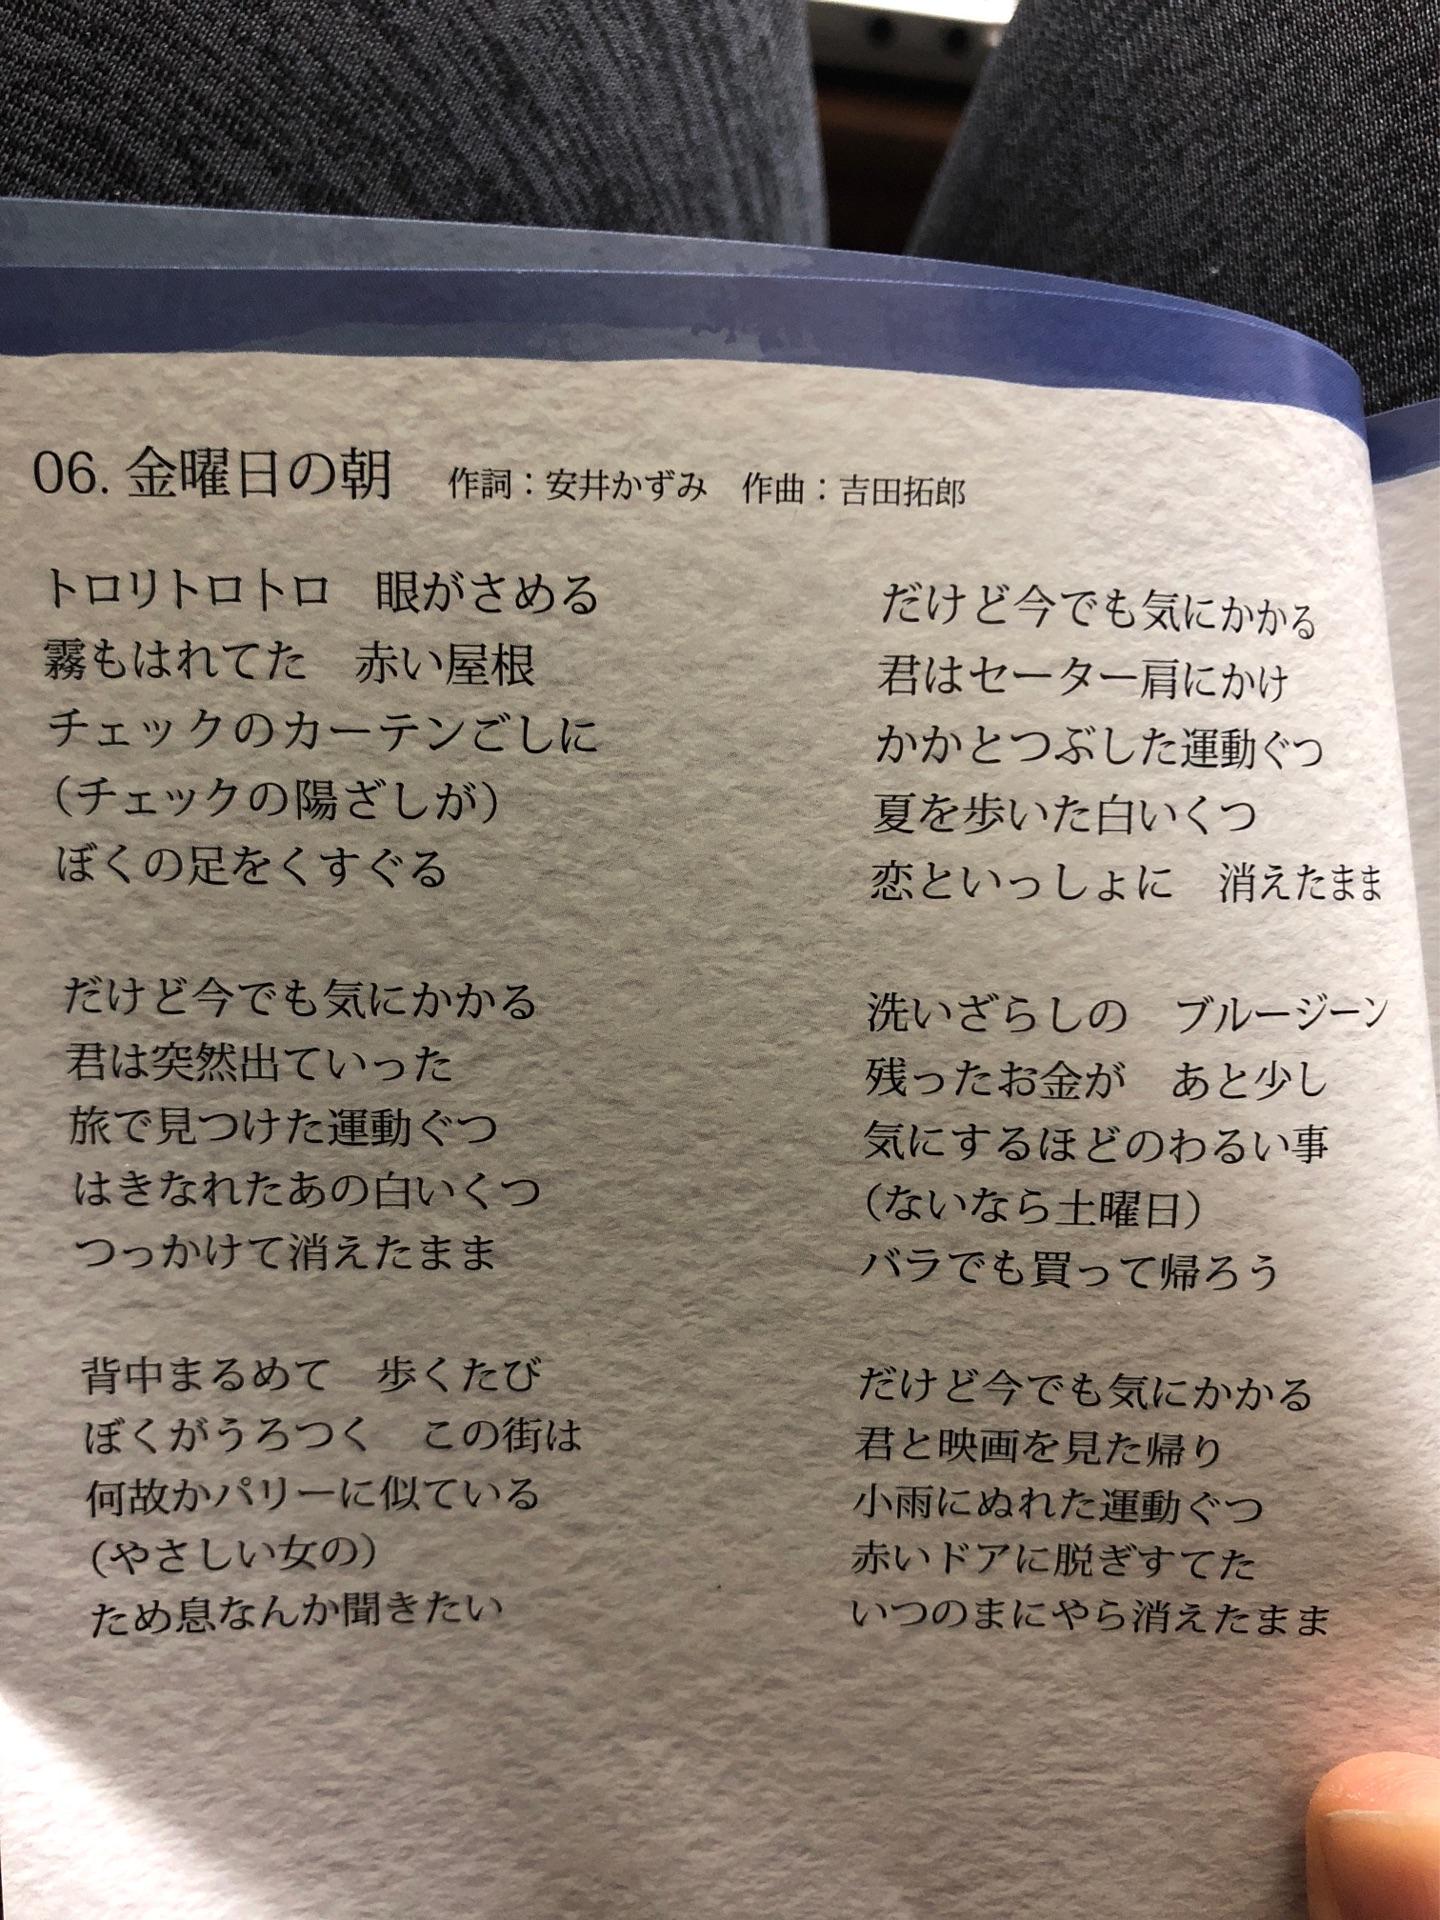 06. 金曜日の朝　作詞：安井かずみ　作曲：吉田拓郎
トロリトロトロ　眼がさめる
霧もはれてた　赤い屋根
チェックのカーテンごしに
（チェックの陽ざしが）
ぼくの足をくすぐる
だけど今でも気にかかる
君は突然出ていった
旅で見つけた運動ぐつ
はきなれたあの白いくつ
つっかけて消えたまま
背中まるめて　歩くたび
ぼくがうろつく　この街は
何故かパリーに似ている
（やさしい女の）
ため息なんか聞きたい
だけど今でも気にかかる
君はセーター肩にかけ
かかとつぶした運動ぐつ
夏を歩いた白いくつ
恋といっしょに　消えたまま
洗いざらしの　ブルージーン
残ったお金が　あと少し
気にするほどのわるい事
（ないなら土曜日）
バラでも買って帰ろう
だけど今でも気にかかる
君と映画を見た帰り
小雨にぬれた運動ぐつ
赤いドアに脱ぎすてた
いつのまにやら消えたまま